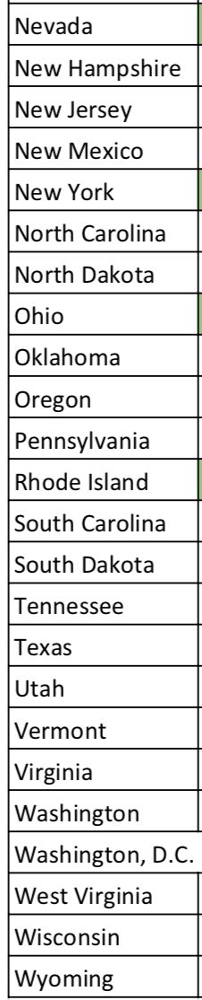 Nevada
New Hampshire
New Jersey
New Mexico
New York
North Carolina
North Dakota
Ohio
Oklahoma
Oregon
Pennsylvania
Rhode Island
South Carolina
South Dakota
Tennessee
Texas
Utah
Vermont
Virginia
Washington
Washington, D.C.
West Virginia
Wisconsin
Wyoming